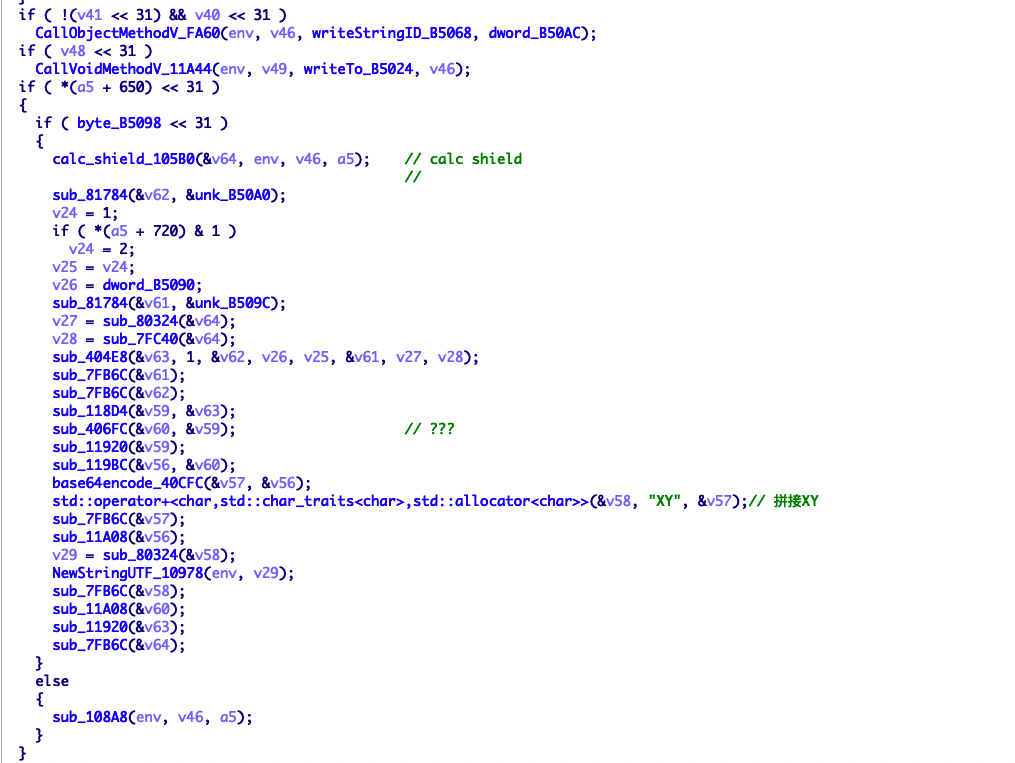 }
if ( !(v41 << 31) && v40 << 31 )
CallObjectMethodV_FA60(env, v46, writeStringID_B5068, dword_B50AC);
if ( v48 << 31 )
CallVoidMethodV_11A44(env, v49, writeTo_B5024, v46);
if ( *(a5 + 650) << 31 )
{
if ( byte_B5098 << 31 )
{
calc_shield_105B0(&v64, env, v46, a5);    // calc shield
//
sub_81784(&v62, &unk_B50A0);
v24 = 1;
if ( *(a5 + 720) & 1 )
v24 = 2;
v25 = v24;
v26 = dword_B5090;
sub_81784(&v61, &unk_B509C);
v27 = sub_80324(&v64);
v28 = sub_7FC40(&v64);
sub_404E8(&v63, 1, &v62, v26, v25, &v61, v27, v28);
sub_7FB6C(&v61);
sub_7FB6C(&v62);
sub_118D4(&v59, &v63);
sub_406FC(&v60, &v59);                    // ???
sub_11920(&v59);
sub_119BC(&v56, &v60);
base64encode_40CFC(&v57, &v56);
std::operator+<char,std::char_traits<char>,std::allocator<char>>(&v58, "XY", &v57);// 拼接XY
sub_7FB6C(&v57);
sub_11A08(&v56);
v29 = sub_80324(&v58);
NewStringUTF_10978(env, v29);
sub_7FB6C(&v58);
sub_11A08(&v60);
sub_11920(&v63);
sub_7FB6C(&v64);
}
else
{
sub_108A8(env, v46, a5);
}
}